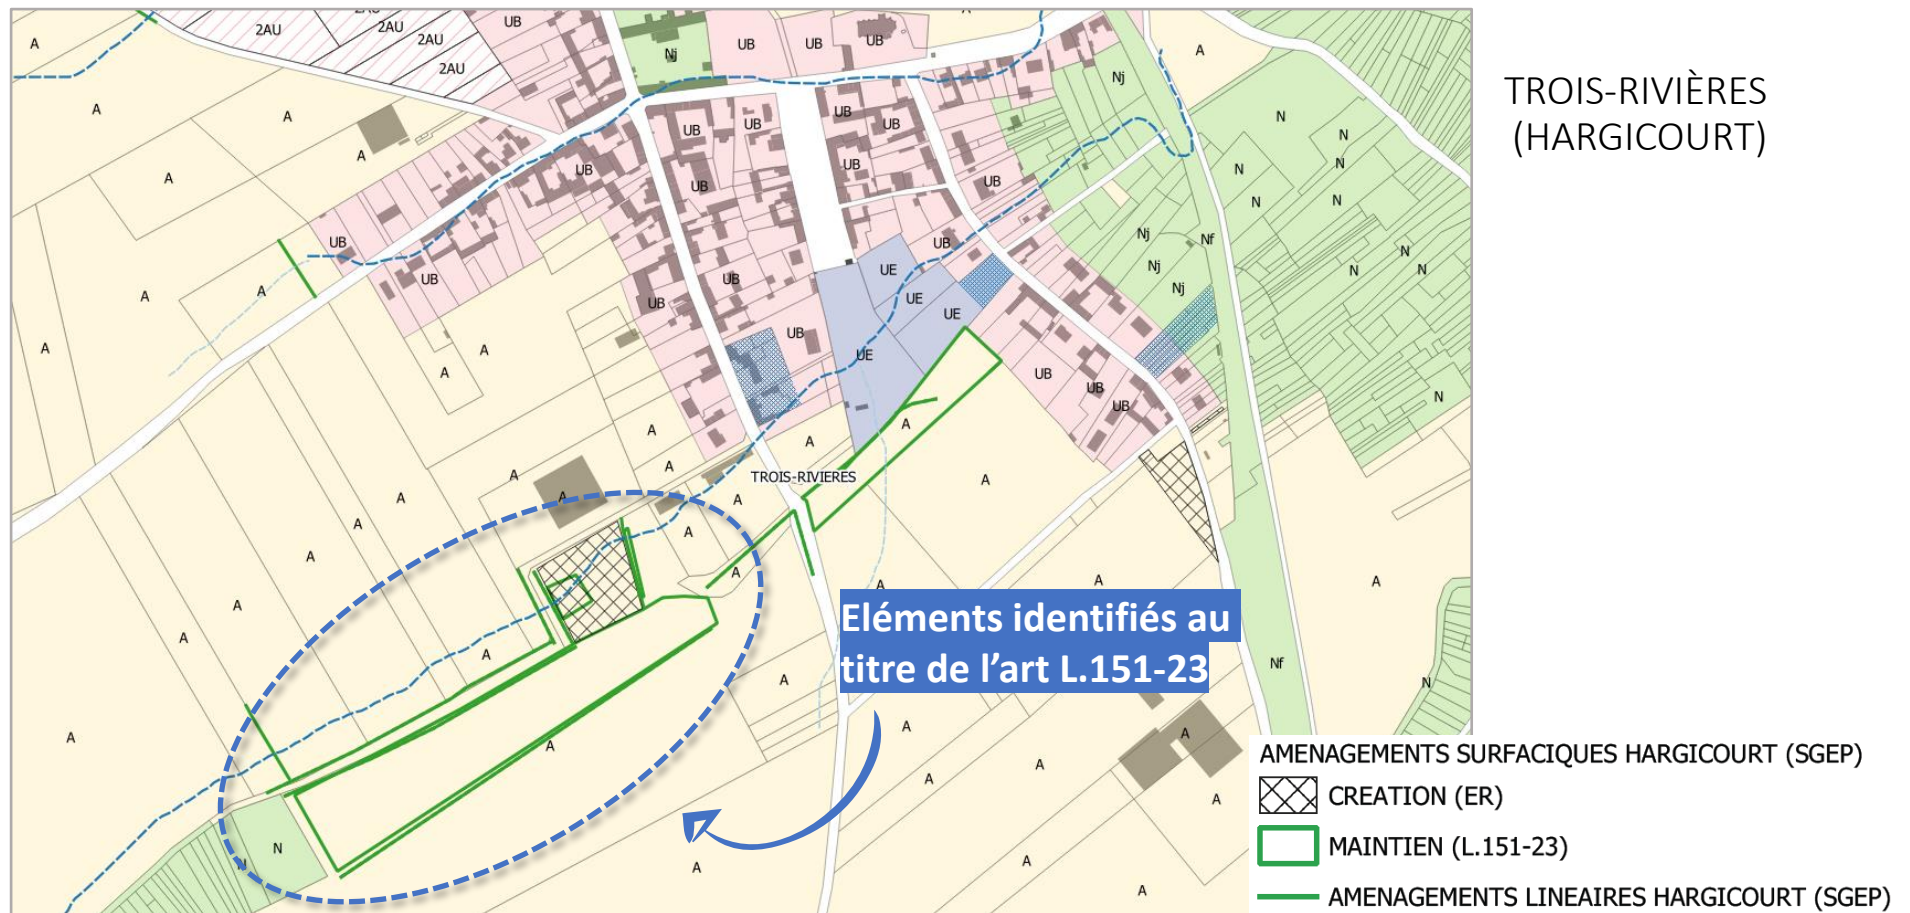 TROIS-RIVIÈRES
(HARGICOURT)
2AU
2AU
2AU
2AU
UB
Nj
UB
UB
UB
A
A
A
A
A
A
UB
UB
UB
UB
UB
UB
UB
UB
Nj
N
N
N
N
N
N
UB
UB
UB
UB
UB
UB
UB
UE
UE
UE
UE
UB
Nj
Nf
Nj
Nj
N
N
N
N
A
A
A
A
A
UB
UB
UB
N
A
A
A
A
A
A
A
A
TROIS-RIVIERES
A
A
A
A
A
A
A
A
A
A
A
A
A
Eléments identifiés au
titre de l’art L.151-23
A
A
A
A
Nf
N
A
A
A
A
A
A
A
A
N
N
AMENAGEMENTS SURFACIQUES HARGICOURT (SGEP)
CREATION (ER)
MAINTIEN (L.151-23)
AMENAGEMENTS LINEAIRES HARGICOURT (SGEP)